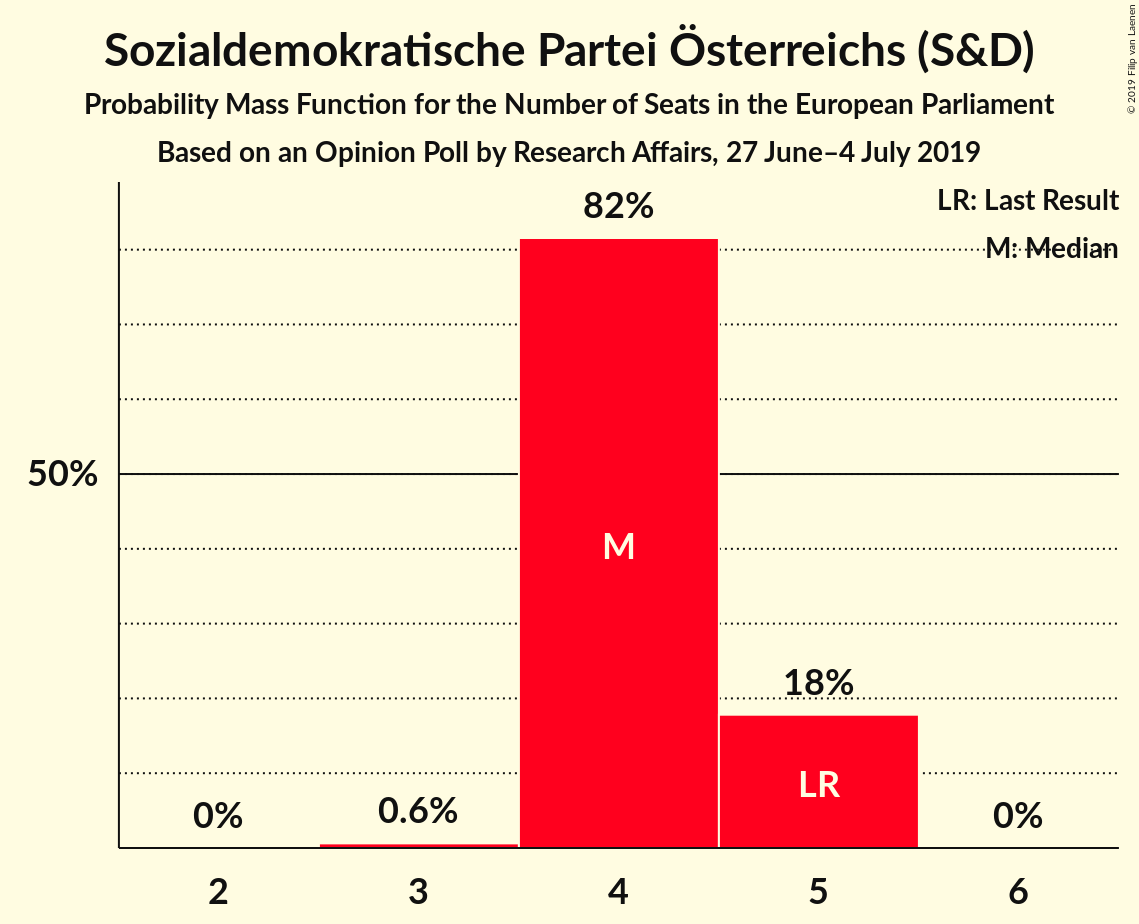 Sozialdemokratische Partei Österreichs (S&D)
Probability Mass Function for the Number of Seats in the European Parliament
Based on an Opinion Poll by Research Affairs, 27 June–4 July 2019
© 2019 Filip van Laenen
LR: Last Result
M: Median
82%
50%
M
18%
LR
0%
0.6%
0%
2
3
4
5
6